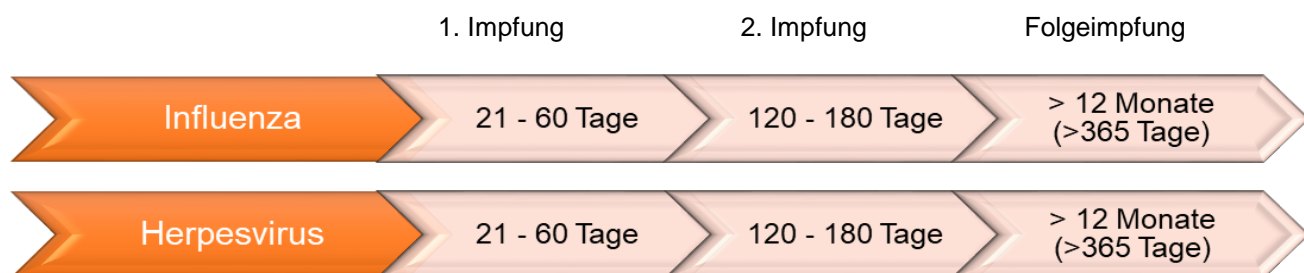 1. Impfung 2. Impfung Folgeimpfung
Influenza 21 - 60 Tage 120 - 180 Tage > 12 Monate
(>365 Tage)
Herpesvirus 21 - 60 Tage 120 - 180 Tage > 12 Monate
(>365 Tage)